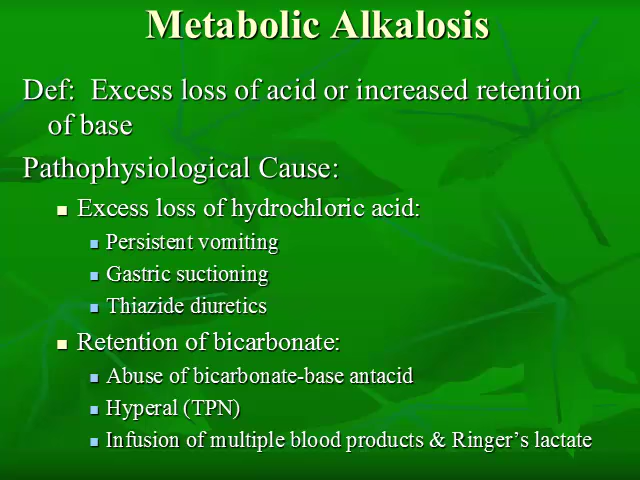 Metabolic Alkalosis
Def:  Excess loss of acid or increased retention
of base
Pathophysiological Cause:
Excess loss of hydrochloric acid:
Persistent vomiting
Gastric suctioning
Thiazide diuretics
Retention of bicarbonate:
Abuse of bicarbonate-base antacid
Hyperal (TPN)
Infusion of multiple blood products & Ringer's lactate